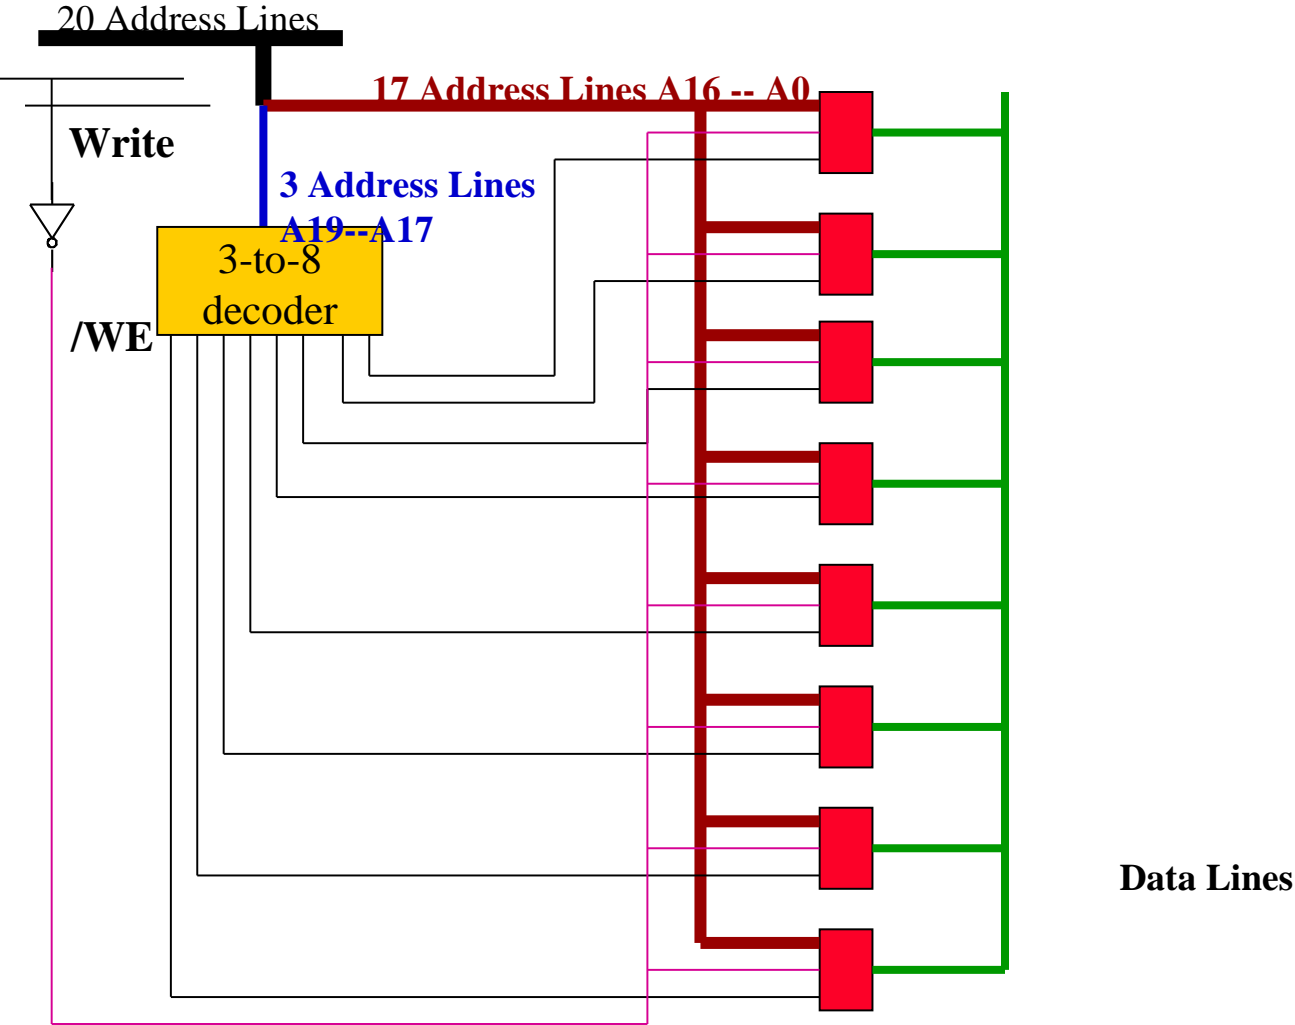 20 Address Lines
17 Address Lines A16 -- A0
Write
3 Address Lines
A19--A17
3-to-8
decoder
/WE
Data Lines